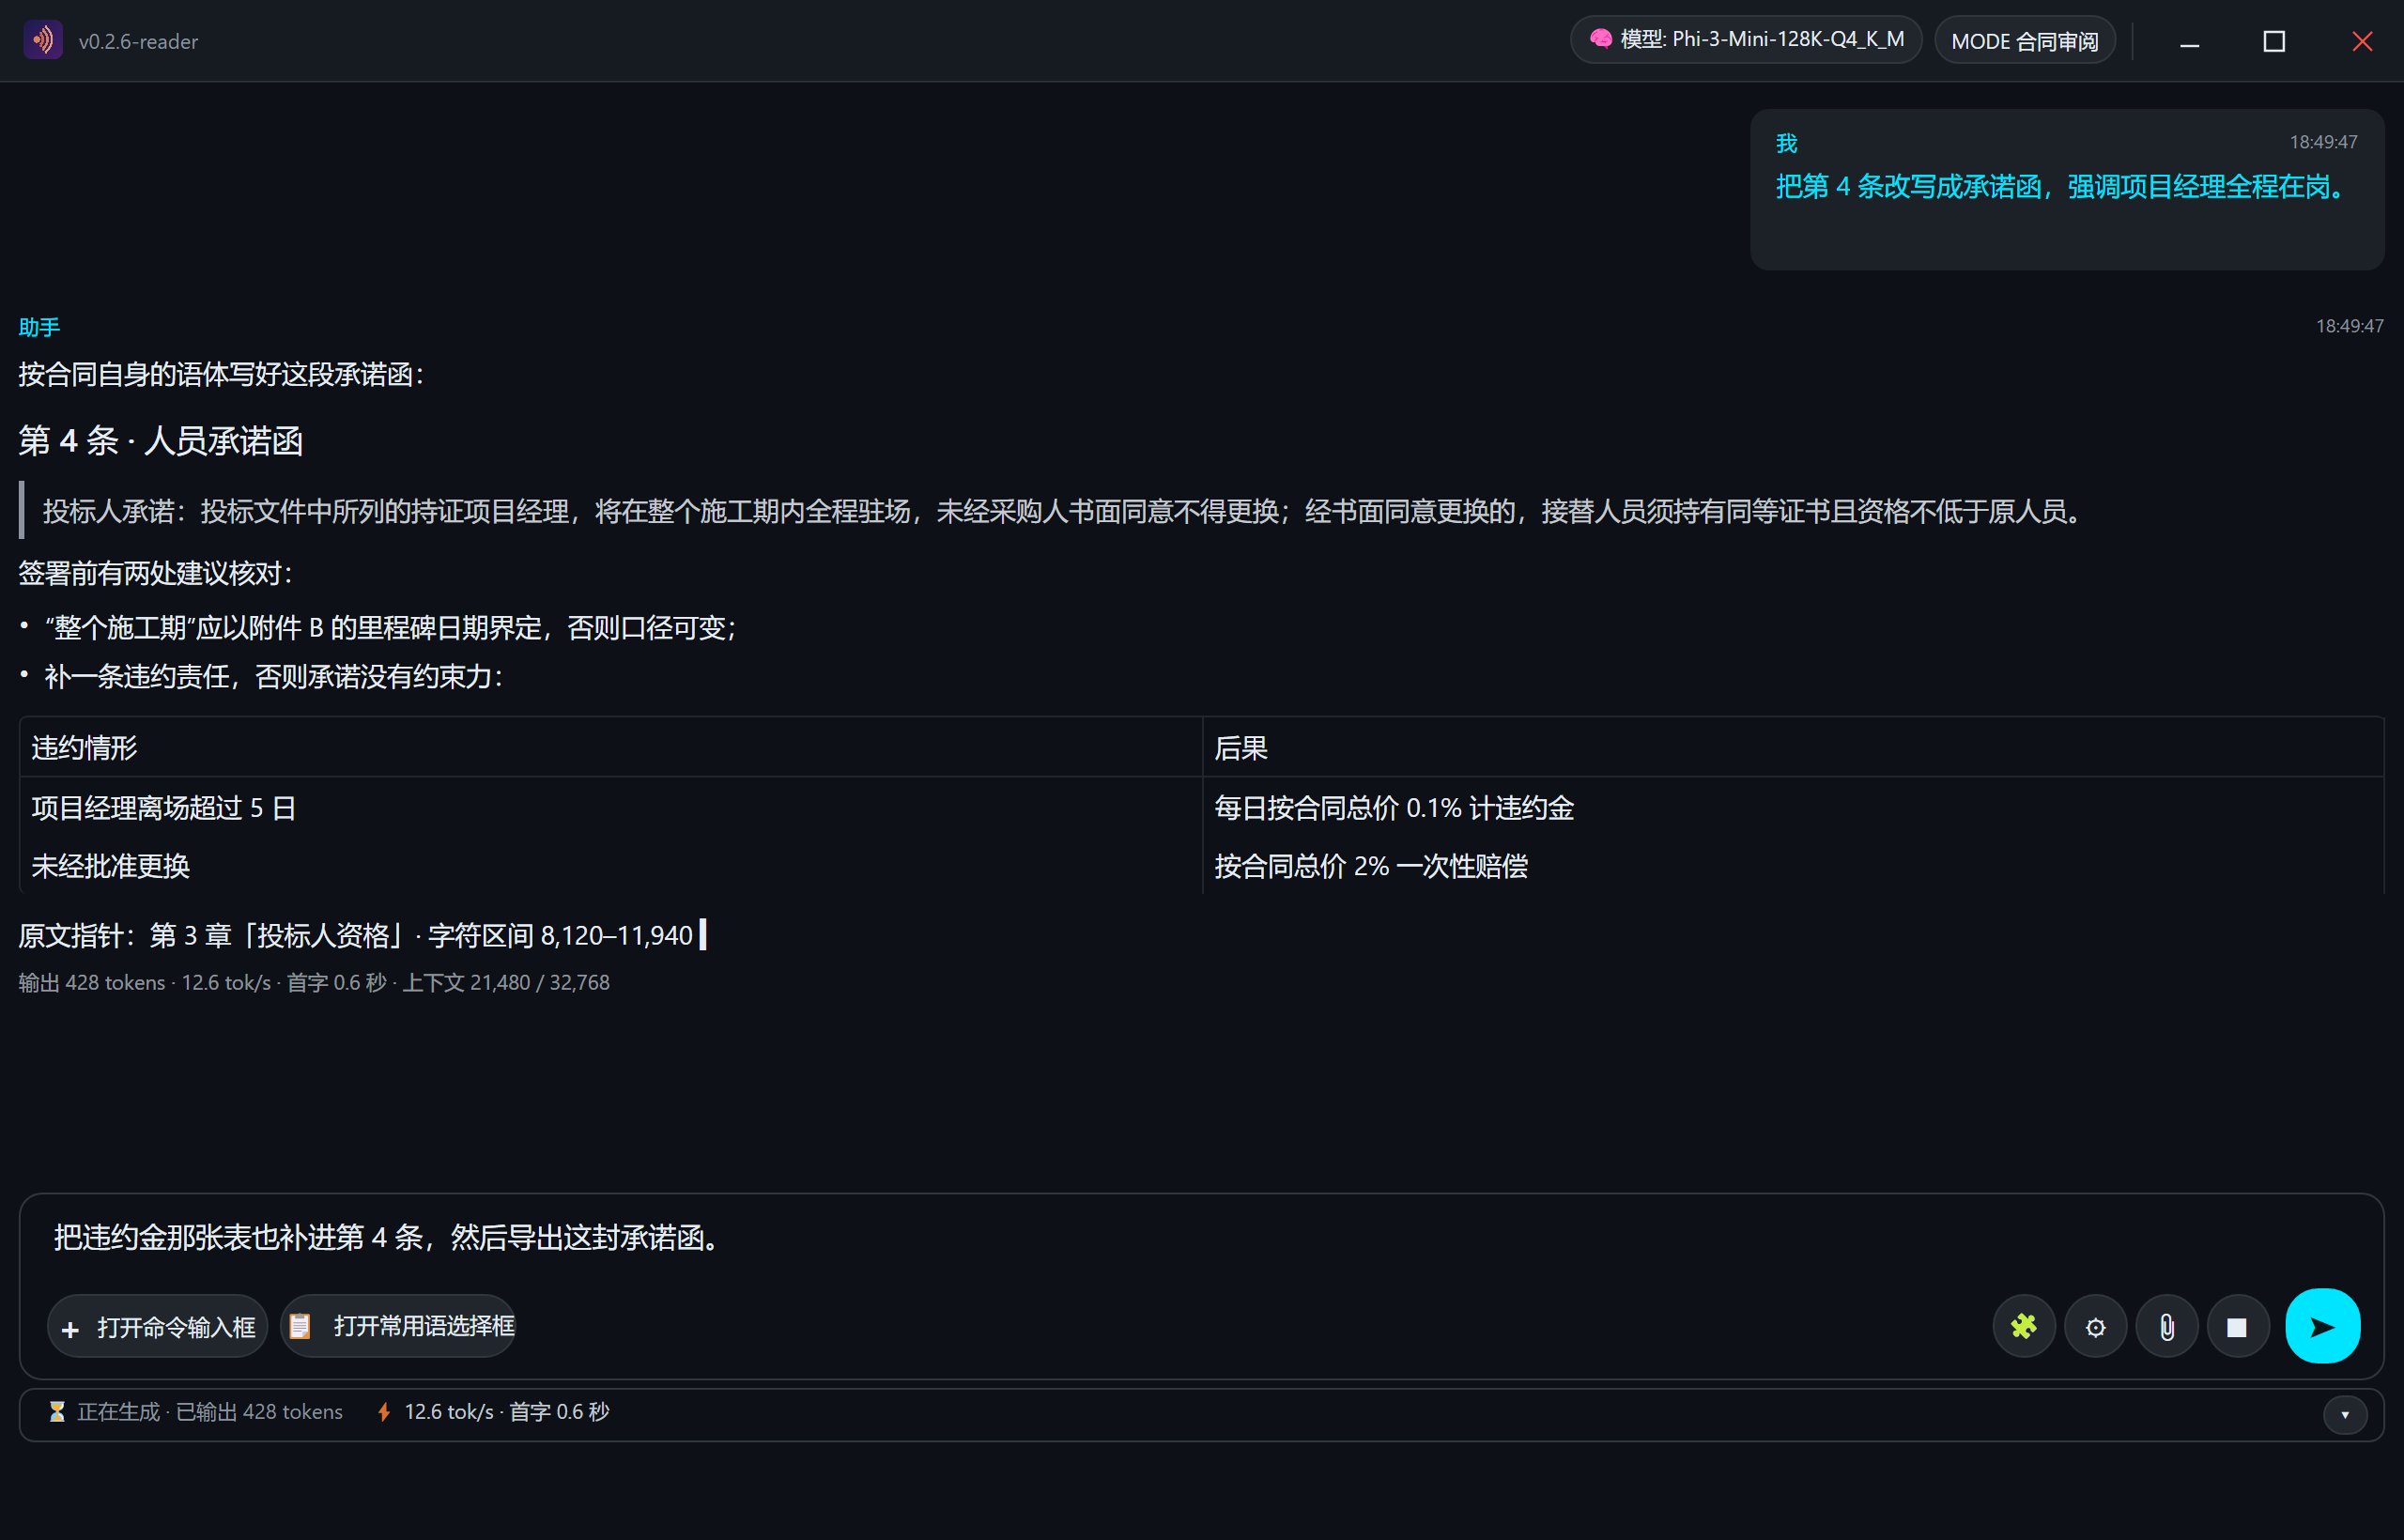 v0.2.6-reader
模型: Phi-3-Mini-128K-Q4_K_M
MODE 合同审阅
我
18:49:47
把第 4 条改写成承诺函，强调项目经理全程在岗。
助手
18:49:47
按合同自身的语体写好这段承诺函：
第 4 条 · 人员承诺函
投标人承诺：投标文件中所列的持证项目经理，将在整个施工期内全程驻场，未经采购人书面同意不得更换；经书面同意更换的，接替人员须持有同等证书且资格不低于原人员。
签署前有两处建议核对：
• “整个施工期”应以附件 B 的里程碑日期界定，否则口径可变；
• 补一条违约责任，否则承诺没有约束力：
违约情形
后果
项目经理离场超过 5 日
每日按合同总价 0.1% 计违约金
未经批准更换
按合同总价 2% 一次性赔偿
原文指针：第 3 章「投标人资格」· 字符区间 8,120–11,940
输出 428 tokens · 12.6 tok/s · 首字 0.6 秒 · 上下文 21,480 / 32,768
把违约金那张表也补进第 4 条，然后导出这封承诺函。
+ 打开命令输入框
打开常用语选择框
正在生成 · 已输出 428 tokens
12.6 tok/s · 首字 0.6 秒